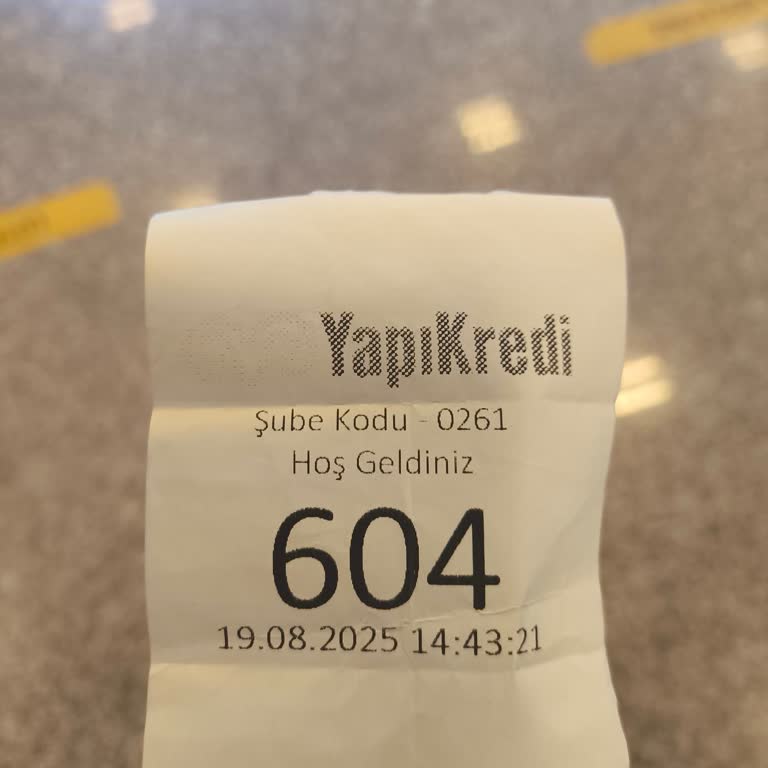 YapıKredi
Şube Kodu - 0261
Hoş Geldiniz
604
19.08.2025 14:43:21